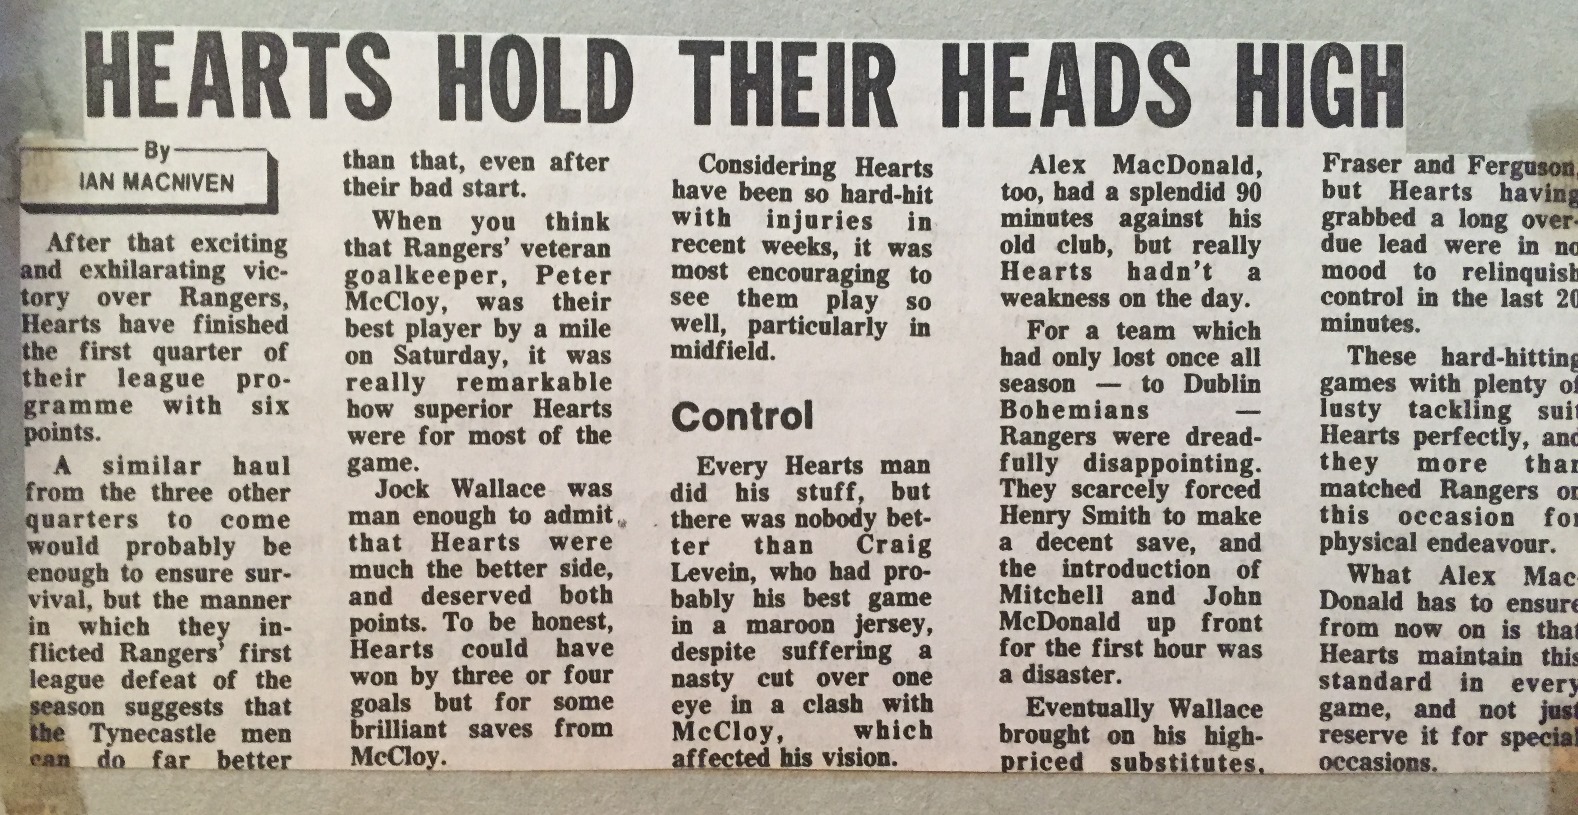 HEARTS HOLD THEIR HEADS HIGH
By
IAN MACNIVEN
After that exciting
and exhilarating vic-
tory over Rangers,
Hearts have finished
the first quarter of
their league pro-
gramme with six
points.
A similar haul
from the three other
quarters to come
would probably be
enough to ensure sur-
vival, but the manner
in which they in-
flicted Rangers' first
league defeat of the
season suggests that
the Tynecastle men
can do far better
than that, even after
their bad start.
When you think
that Rangers' veteran
goalkeeper, Peter
McCloy, was their
best player by a mile
on Saturday, it was
really remarkable
how superior Hearts
were for most of the
game.
Jock Wallace was
man enough to admit
that Hearts were
much the better side,
and deserved both
points. To be honest,
Hearts could have
won by three or four
goals but for some
brilliant saves from
McCloy.
Considering Hearts
have been so hard-hit
with injuries in
recent weeks, it was
most encouraging to
see them play so
well, particularly in
midfield.
Control
Every Hearts man
did his stuff, but
there was nobody bet-
ter than Craig
Levein, who had pro-
bably his best game
in a maroon jersey,
despite suffering a
nasty cut over one
eye in a clash with
McCloy, which
affected his vision.
Alex MacDonald,
too, had a splendid 90
minutes against his
old club, but really
Hearts hadn't a
weakness on the day.
For a team which
had only lost once all
season — to Dublin
Bohemians —
Rangers were dread-
fully disappointing.
They scarcely forced
Henry Smith to make
a decent save, and
the introduction of
Mitchell and John
McDonald up front
for the first hour was
a disaster.
Eventually Wallace
brought on his high-
priced substitutes,
Fraser and Ferguson,
but Hearts having
grabbed a long over-
due lead were in no
mood to relinquish
control in the last 20
minutes.
These hard-hitting
games with plenty of
lusty tackling suit
Hearts perfectly, and
they more than
matched Rangers on
this occasion for
physical endeavour.
What Alex Mac-
Donald has to ensure
from now on is that
Hearts maintain this
standard in every
game, and not just
reserve it for special
occasions.